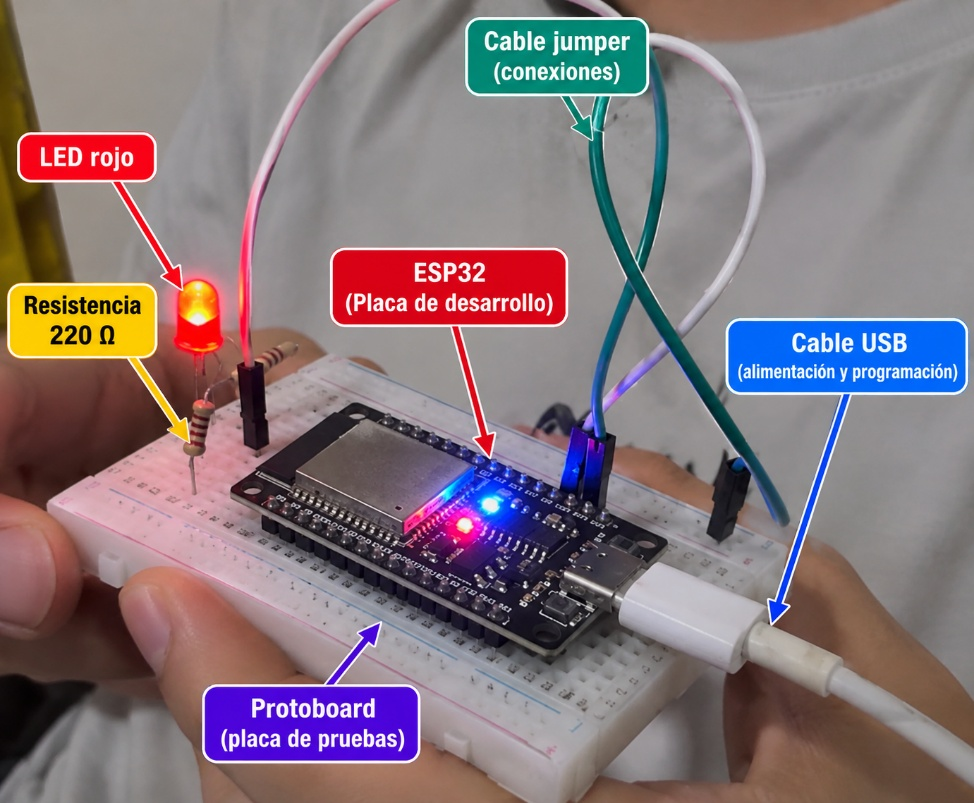 Cable jumper
(conexiones)
LED rojo
ESP32
(Placa de desarrollo)
Resistencia
220 Ω
Cable USB
(alimentación y programación)
Protoboard
(placa de pruebas)